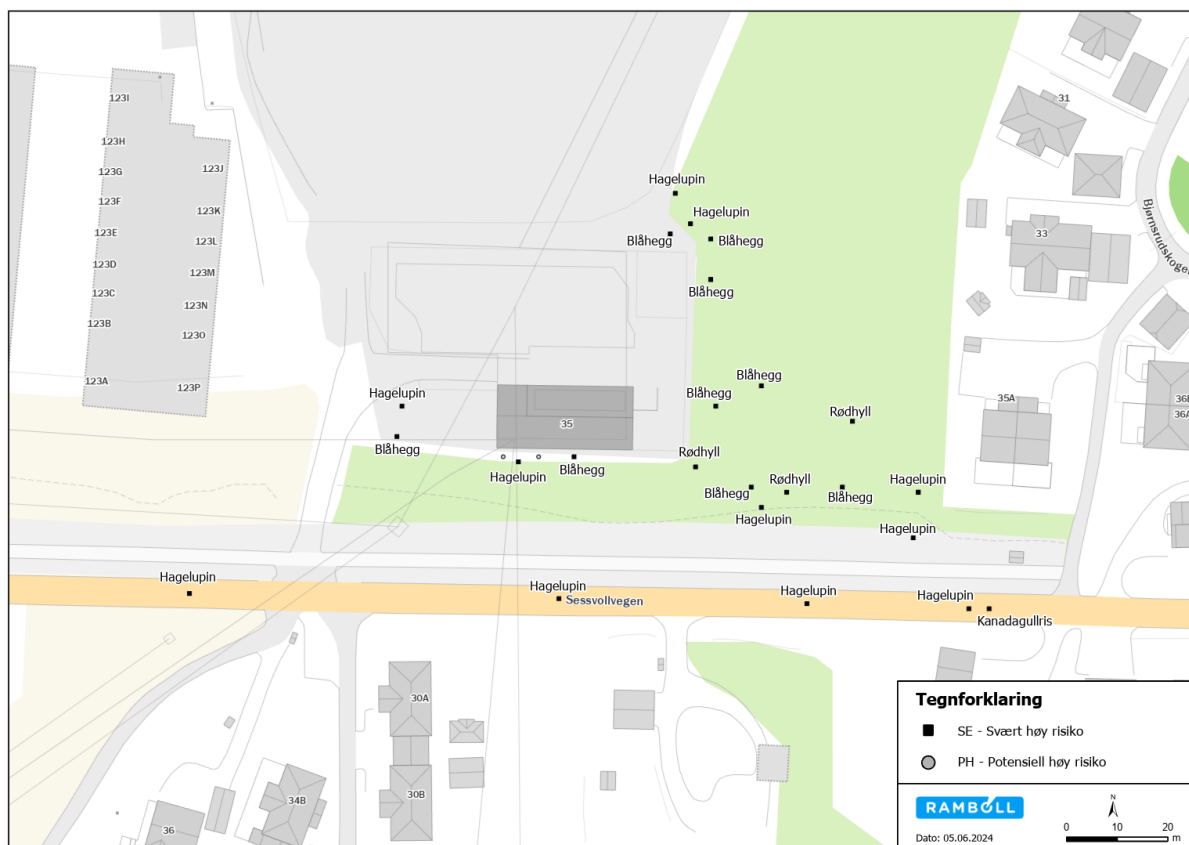 123I
123H
123G
123F
123E
123D
123C
123B
123A
123J
123K
123L
123M
123N
123O
123P
31
Bjørnsrudskogen
33
Hagelupin
Hagelupin
Blåhegg
Blåhegg
Blåhegg
Blåhegg
Blåhegg
Rødhyll
35A
36B
36A
Hagelupin
Blåhegg
35
Hagelupin
Blåhegg
Rødhyll
Blåhegg
Rødhyll
Blåhegg
Hagelupin
Hagelupin
Hagelupin
Hagelupin
Hagelupin
Sessvollvegen
Hagelupin
Hagelupin
Kanadagullris
30A
30B
34B
36
Tegnforklaring
SE - Svært høy risiko
PH - Potensiell høy risiko
RAMBOLL
N
Dato: 05.06.2024
0 10 20
m